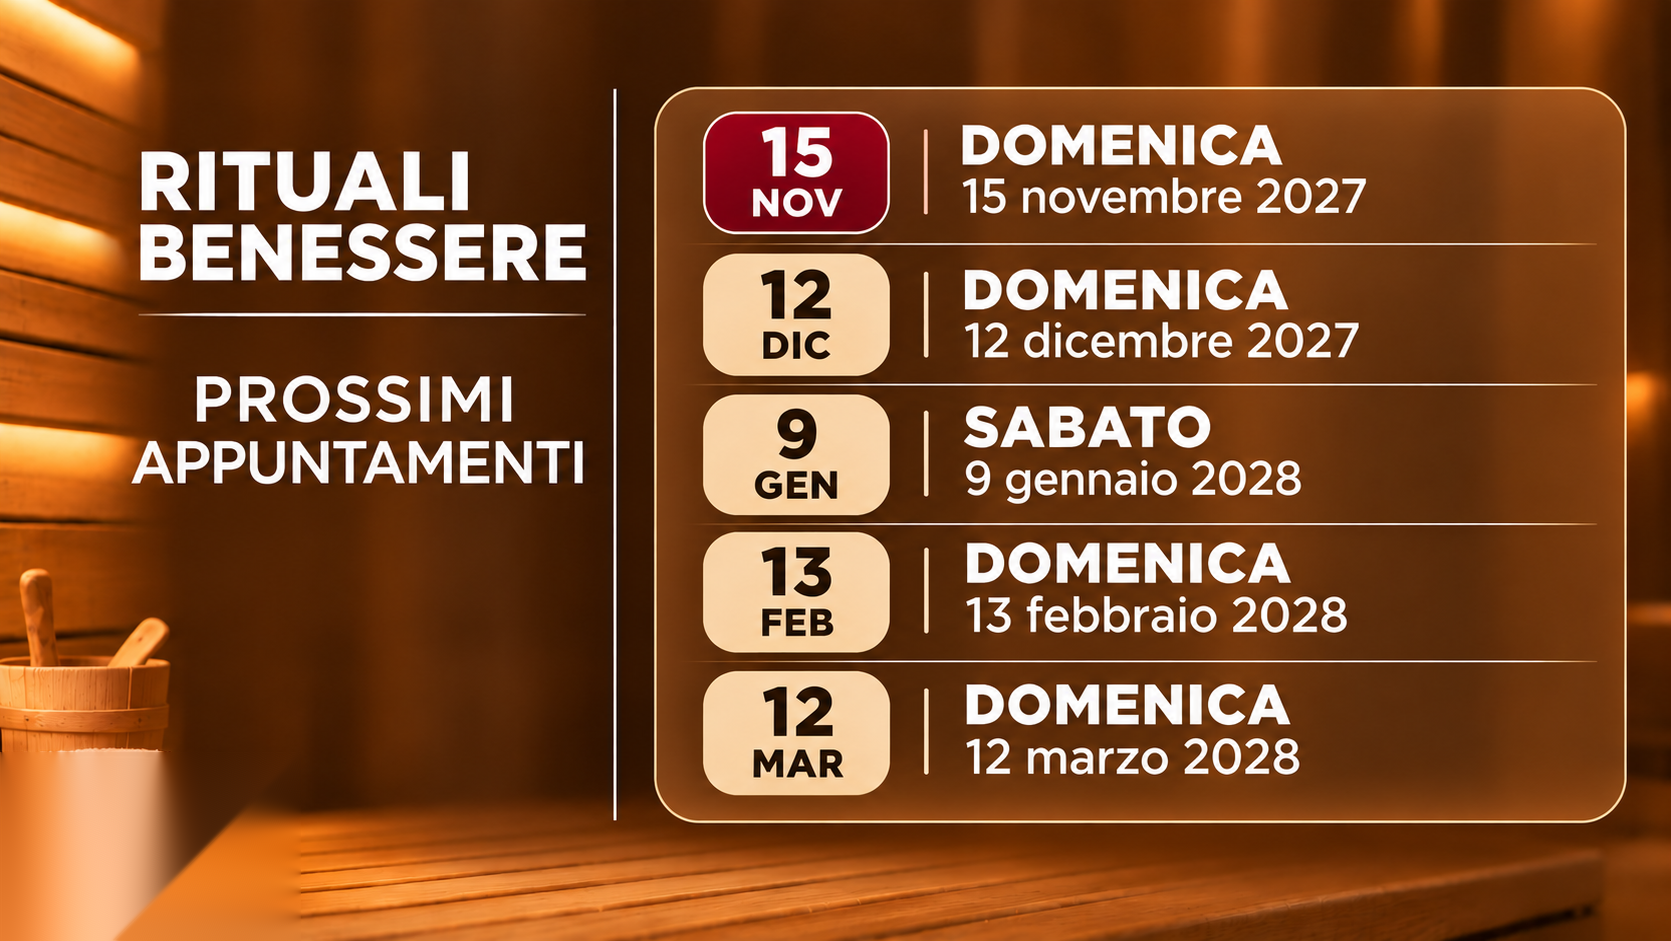 RITUALI
BENESSERE
PROSSIMI
APPUNTAMENTI
15
NOV
DOMENICA
15 novembre 2027
12
DIC
DOMENICA
12 dicembre 2027
9
GEN
SABATO
9 gennaio 2028
13
FEB
DOMENICA
13 febbraio 2028
12
MAR
DOMENICA
12 marzo 2028